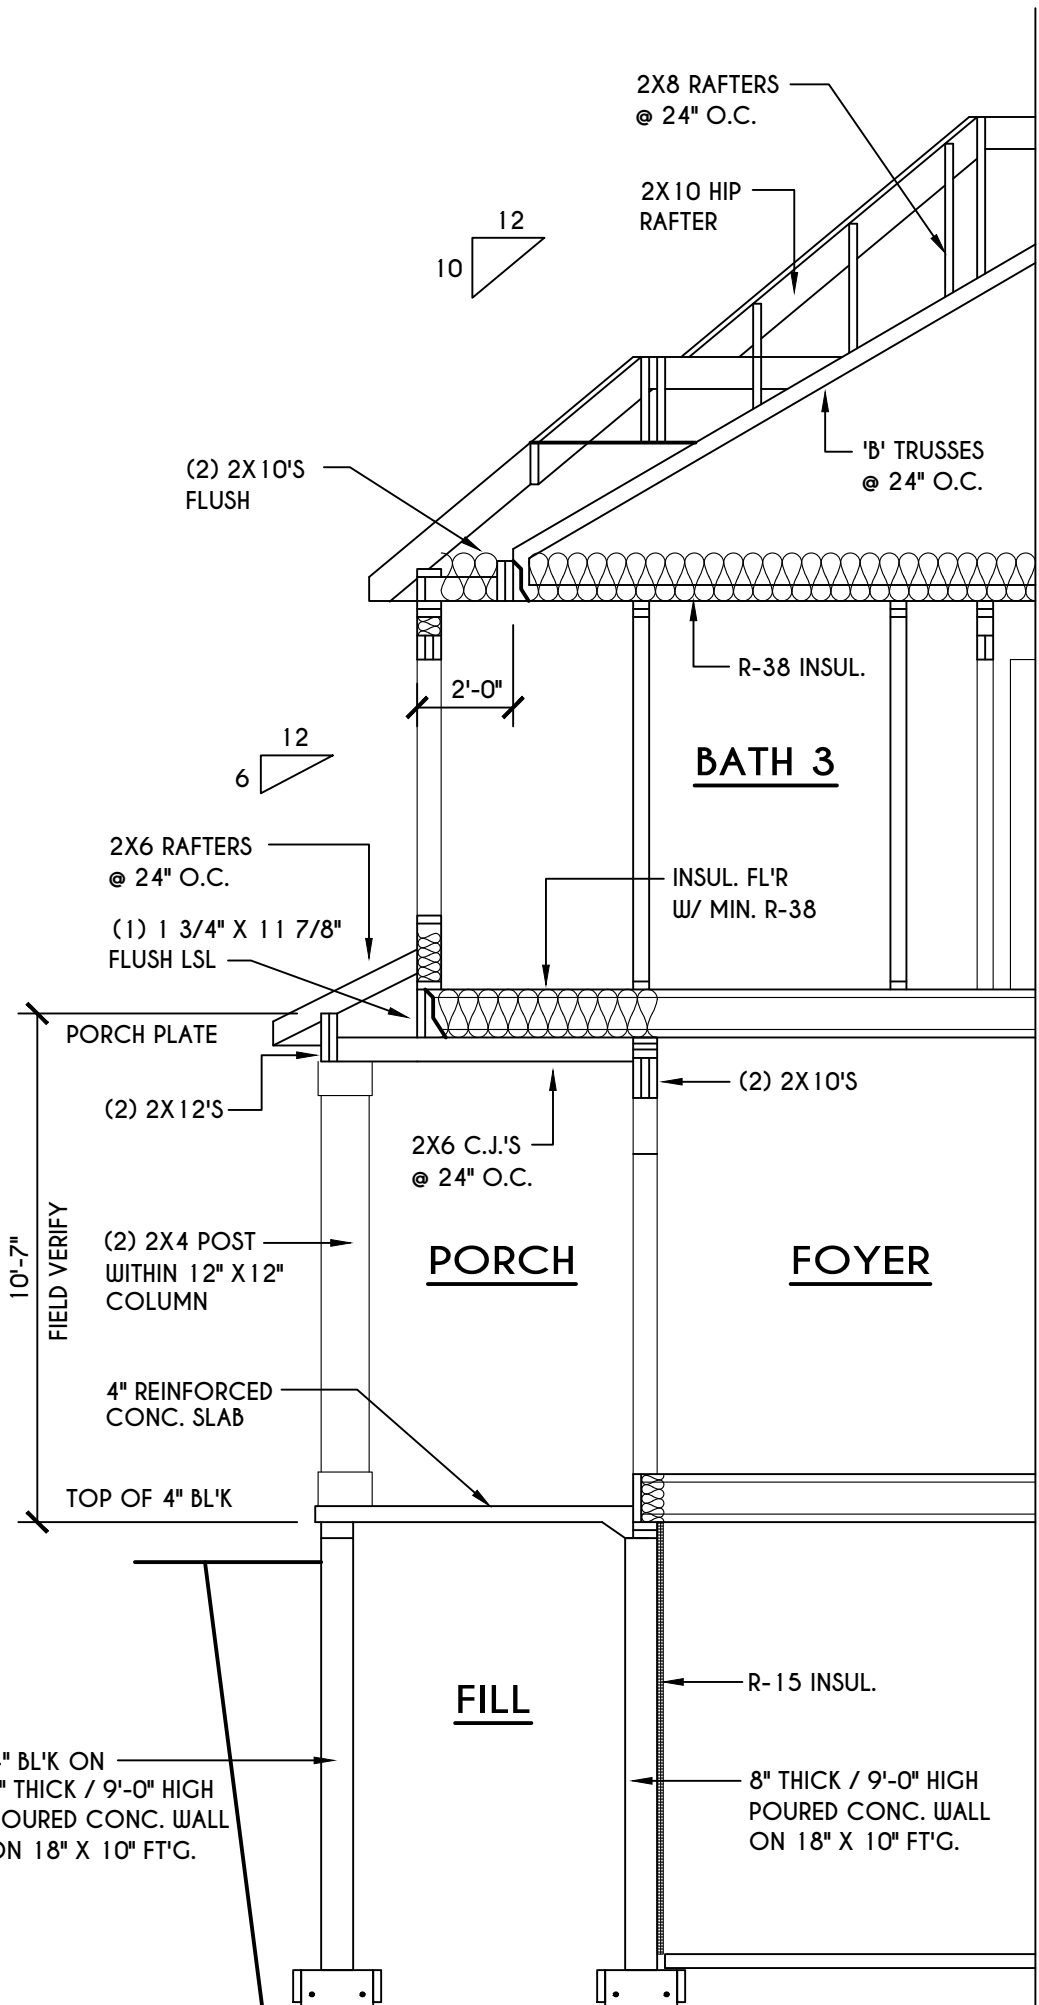 2X8 RAFTERS
@ 24" O.C.
2X10 HIP
RAFTER
12
10
(2) 2X10'S
FLUSH
'B' TRUSSES
@ 24" O.C.
R-38 INSUL.
2'-0"
BATH 3
12
6
2X6 RAFTERS
@ 24" O.C.
(1) 1 3/4" X 11 7/8"
FLUSH LSL
INSUL. FL'R
W/ MIN. R-38
PORCH PLATE
(2) 2X12'S
(2) 2X10'S
2X6 C.J.'S
@ 24" O.C.
10'-7"
FIELD VERIFY
(2) 2X4 POST
WITHIN 12" X12"
COLUMN
PORCH
FOYER
4" REINFORCED
CONC. SLAB
TOP OF 4" BL'K
FILL
R-15 INSUL.
BL'K ON
THICK / 9'-0" HIGH
CONC. WALL
18" X 10" FT'G.
8" THICK / 9'-0" HIGH
POURED CONC. WALL
ON 18" X 10" FT'G.